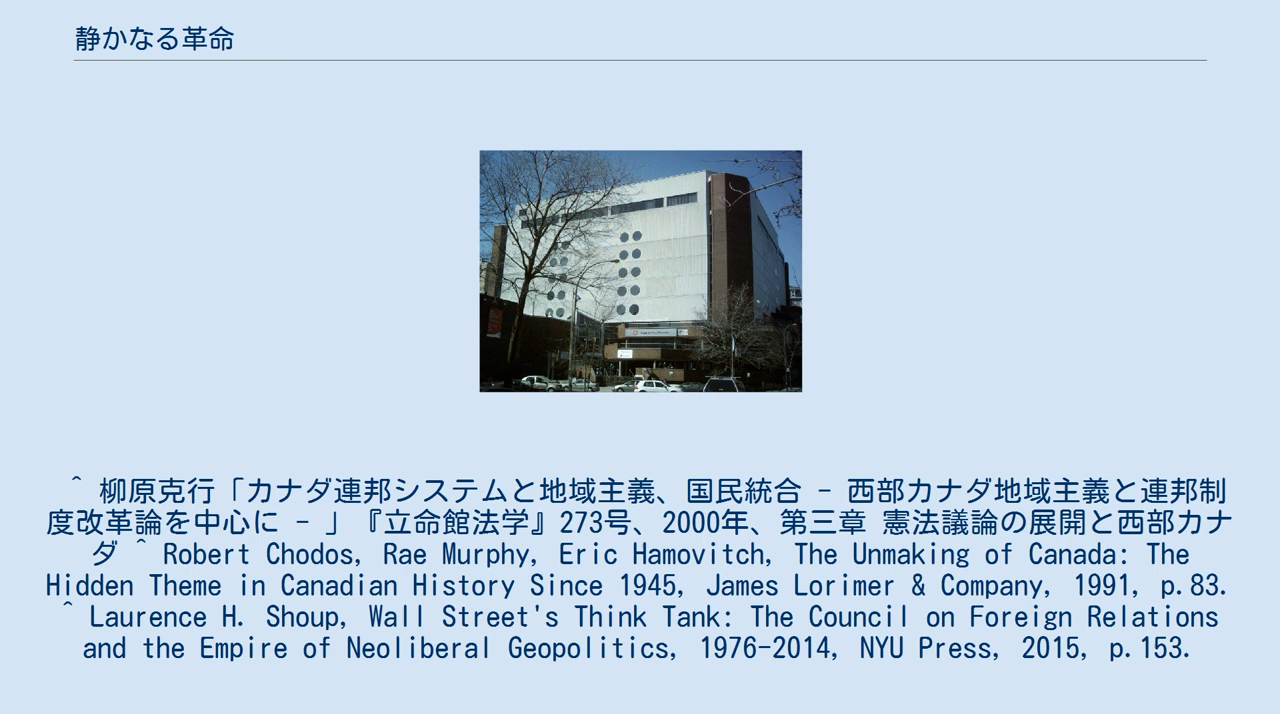 静かなる革命
^ 柳原克行「カナダ連邦システムと地域主義、国民統合 － 西部カナダ地域主義と連邦制
度改革論を中心に － 」『立命館法学』273号、2000年、第三章 憲法議論の展開と西部カナ
ダ ^ Robert Chodos, Rae Murphy, Eric Hamovitch, The Unmaking of Canada: The
Hidden Theme in Canadian History Since 1945, James Lorimer & Company, 1991, p.83.
^ Laurence H. Shoup, Wall Street's Think Tank: The Council on Foreign Relations
and the Empire of Neoliberal Geopolitics, 1976-2014, NYU Press, 2015, p.153.